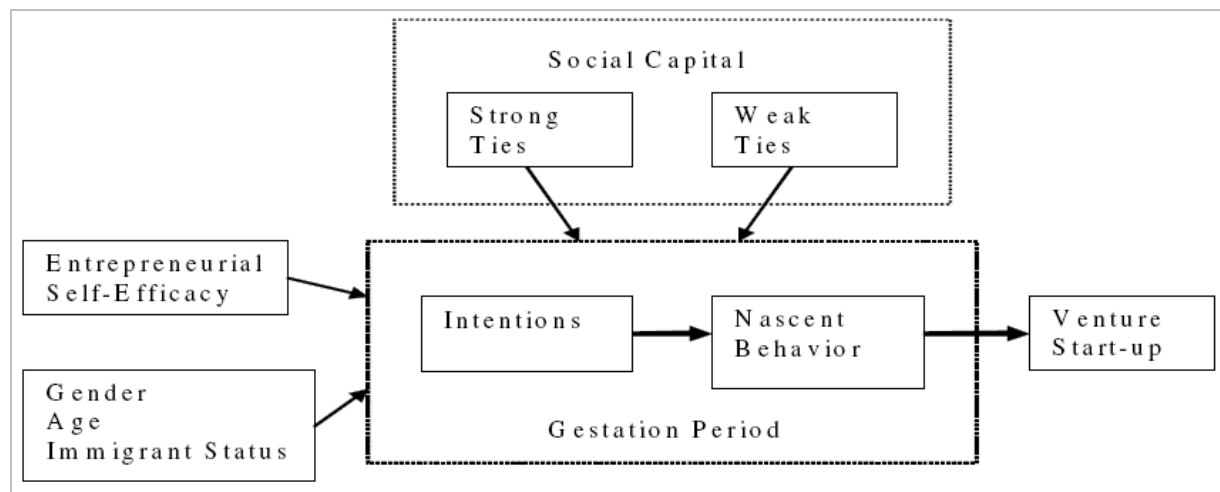 Social Capital
Strong
Ties
Weak
Ties
Entrepreneurial
Self-Efficacy
Intentions
Nascent
Behavior
Venture
Start-up
Gender
Age
Immigrant Status
Gestation Period